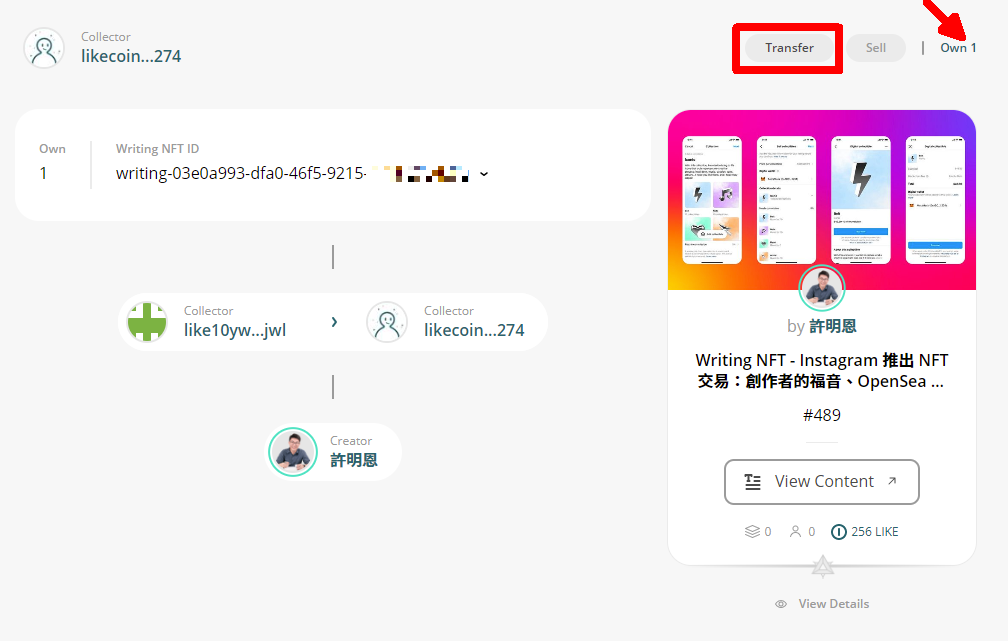 Collector
likecoin...274
Transfer
Sell
| Own 1
Own
1
Writing NFT ID
writing-03e0a993-dfa0-46f5-9215-
Collector
like10yw...jwl
Collector
likecoin...274
Creator
許明恩
by 許明恩
Writing NFT - Instagram 推出 NFT
交易：創作者的福音、OpenSea ...
#489
View Content
0
0
256 LIKE
View Details